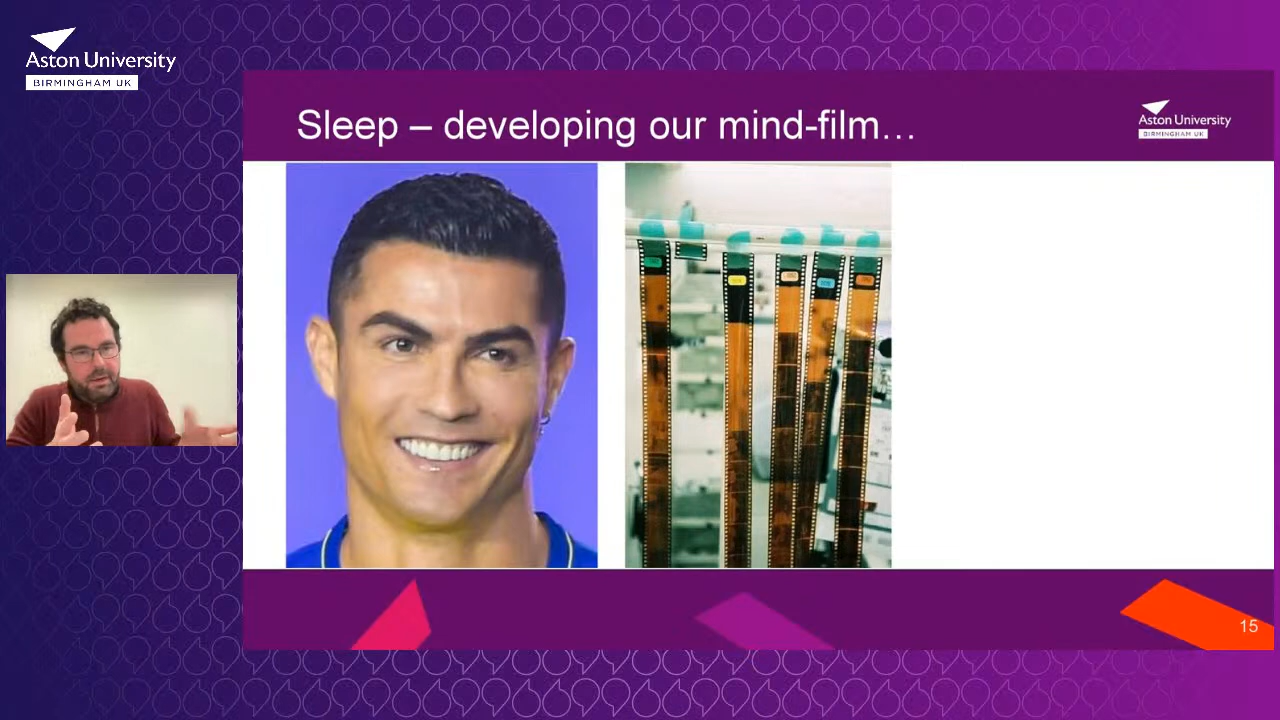 Aston University
BIRMINGHAM UK
Sleep – developing our mind-film…
Aston University
BIRMINGHAM UK
15